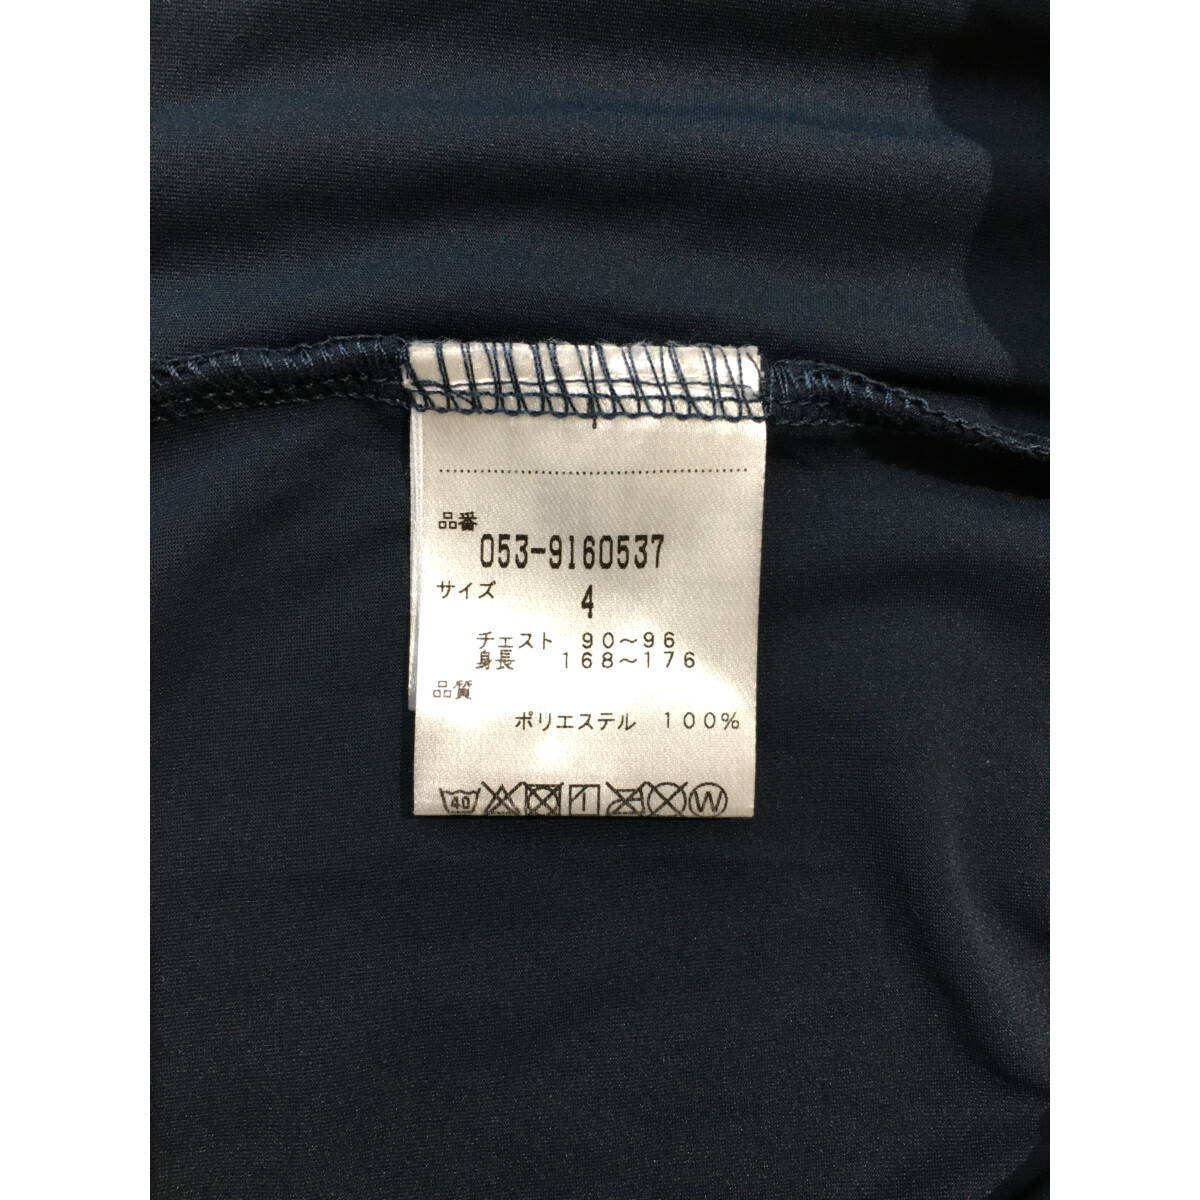 品番
053-9160537
サイズ 4
チェスト 90～96
身長 168～176
品質
ポリエステル 100%
40 W